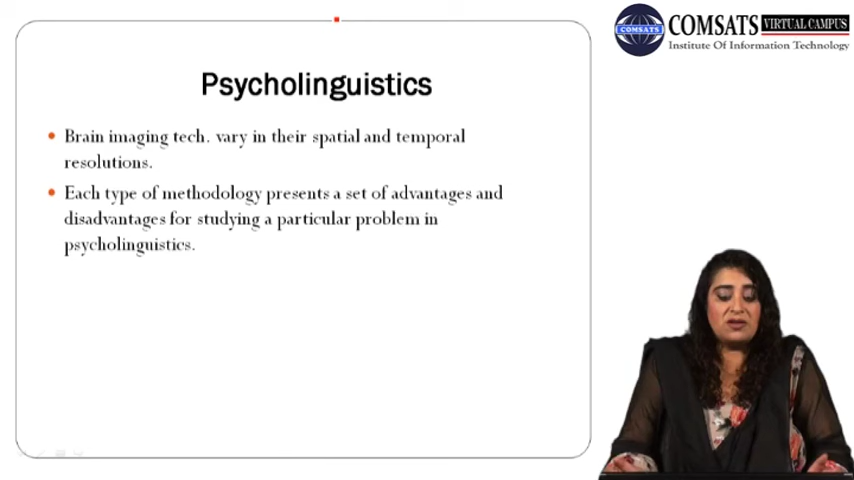 COMSATS VIRTUAL CAMPUS
Institute Of Information Technology
COMSATS
Psycholinguistics
Brain imaging tech. vary in their spatial and temporal
resolutions.
Each type of methodology presents a set of advantages and
disadvantages for studying a particular problem in
psycholinguistics.